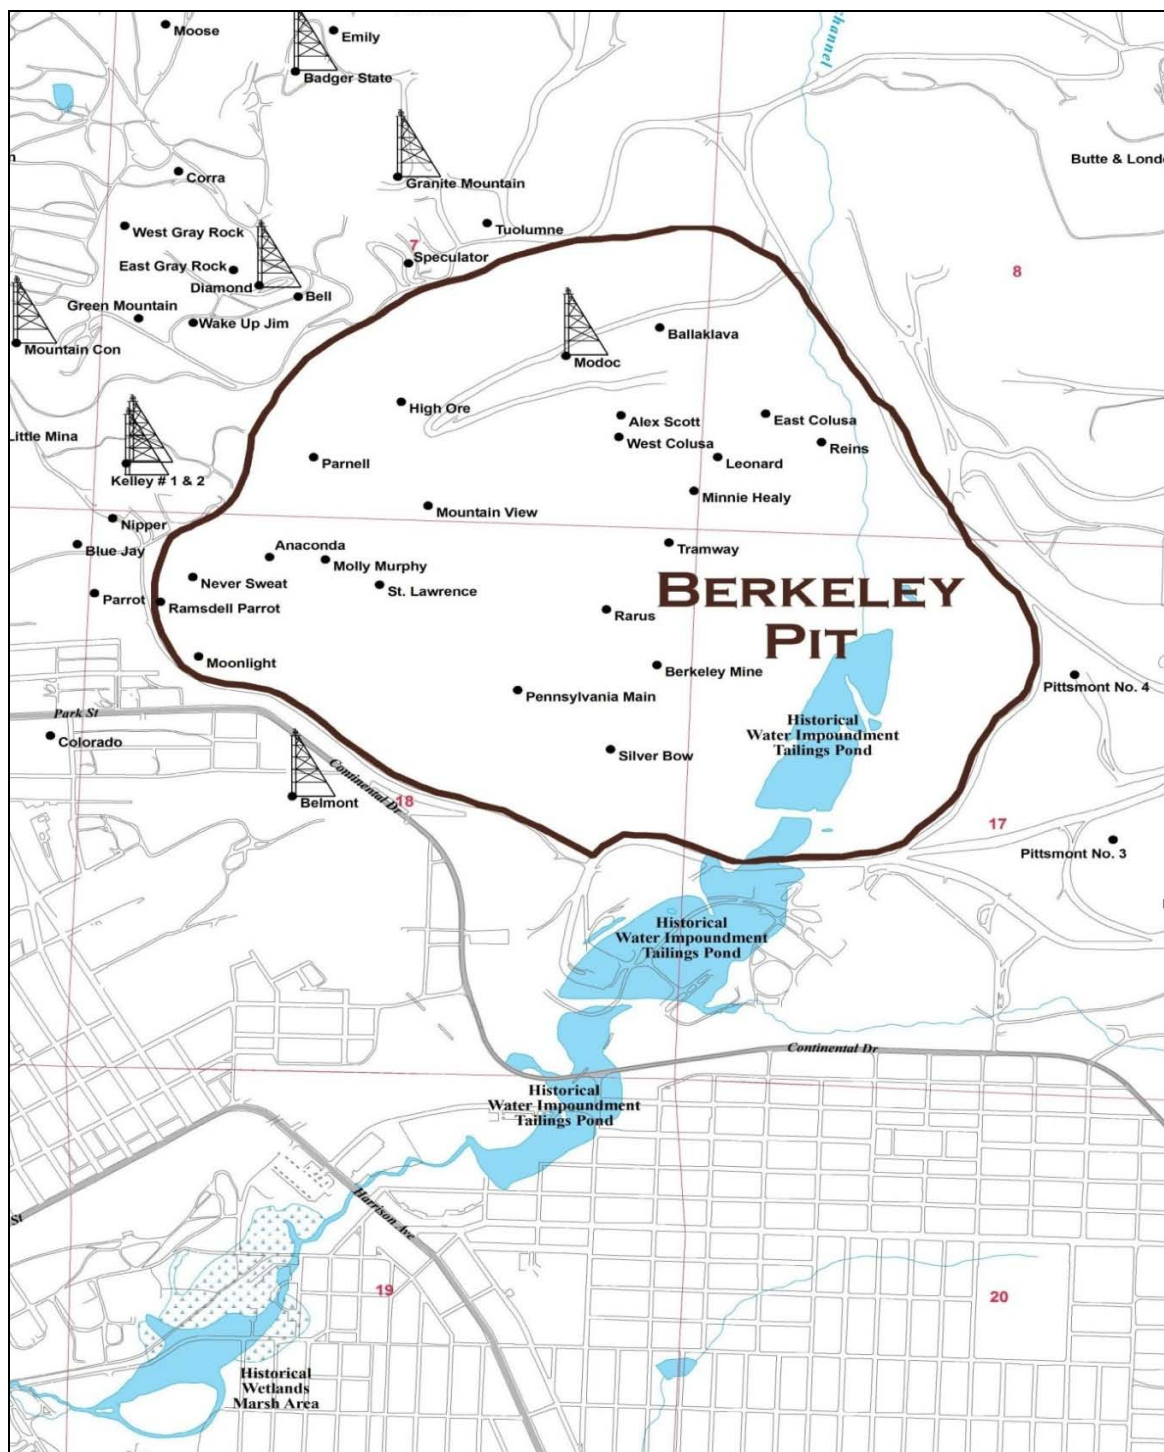 Moose
Emily
Badger State
Corra
Granite Mountain
Butte & Lond
West Gray Rock
Tuolumne
7
Speculator
8
East Gray Rock
Diamond
Bell
Green Mountain
Wake Up Jim
Mountain Con
Modoc
Ballaklava
High Ore
Alex Scott
East Colusa
Little Mina
West Colusa
Reins
Parnell
Leonard
Kelley # 1 & 2
Minnie Healy
Mountain View
Nipper
Blue Jay
Anaconda
Tramway
Molly Murphy
Never Sweat
St. Lawrence
Parrot
Ramsdell Parrot
BERKELEY
PIT
Rarus
Moonlight
Berkeley Mine
Pittsmont No. 4
Pennsylvania Main
Park St
Colorado
Historical
Water Impoundment
Tailings Pond
Silver Bow
Continental Dr
Belmont
18
17
Pittsmont No. 3
Historical
Water Impoundment
Tailings Pond
Continental Dr
Historical
Water Impoundment
Tailings Pond
Harrison Ave
St
19
20
Historical
Wetlands
Marsh Area